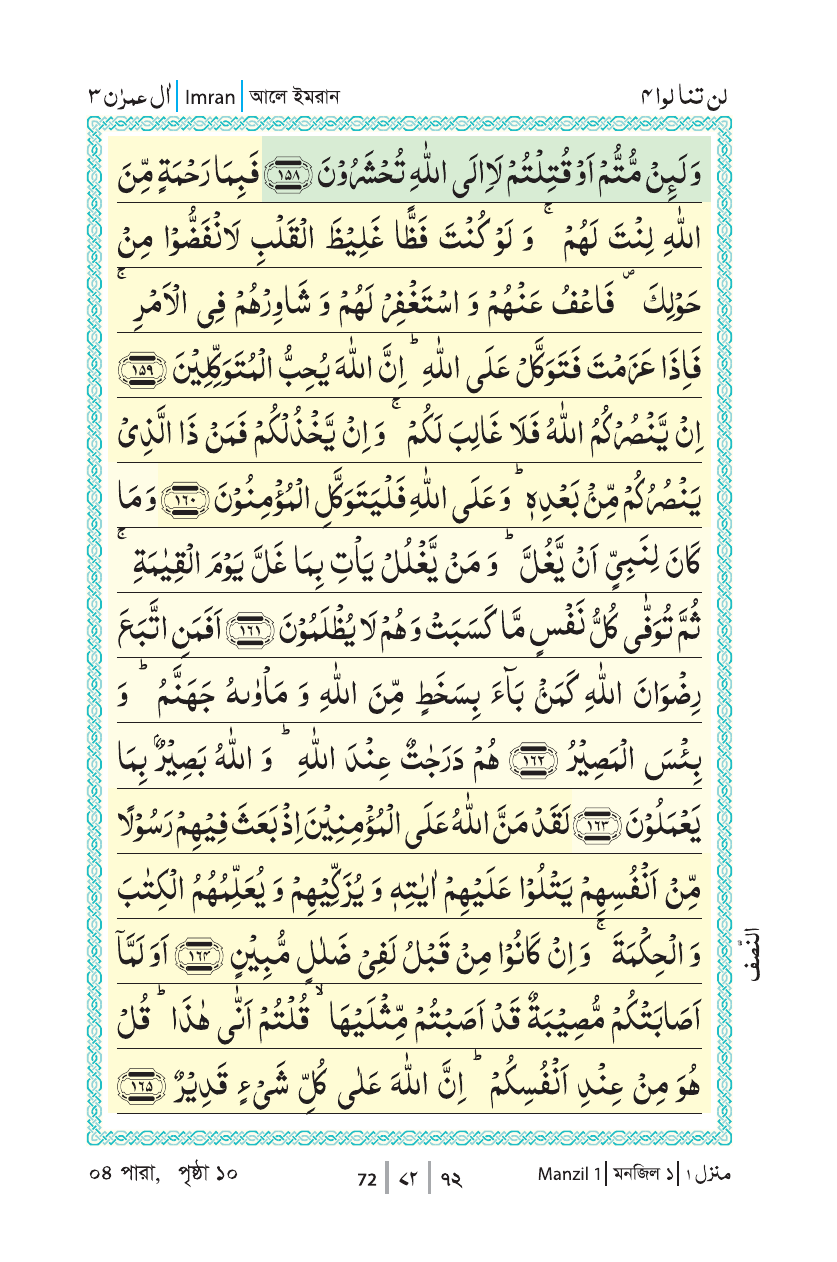 اٰل عمرٰن ۳ | Imran | আলে ইমরান
لن تنالوا ۴
وَلَئِنْ مُّتُّمْ اَوْ قُتِلْتُمْ لَاِالَى اللّٰهِ تُحْشَرُوْنَ ﴿۱۵۸﴾ فَبِمَا رَحْمَةٍ مِّنَ
اللّٰهِ لِنْتَ لَهُمْ ۚ وَ لَوْ كُنْتَ فَظًّا غَلِيْظَ الْقَلْبِ لَانْفَضُّوْا مِنْ
حَوْلِكَ ۪ فَاعْفُ عَنْهُمْ وَ اسْتَغْفِرْ لَهُمْ وَ شَاوِرْهُمْ فِى الْاَمْرِ ۚ
فَاِذَا عَزَمْتَ فَتَوَكَّلْ عَلَى اللّٰهِ ؕ اِنَّ اللّٰهَ يُحِبُّ الْمُتَوَكِّلِيْنَ ﴿۱۵۹﴾
اِنْ يَّنْصُرْكُمُ اللّٰهُ فَلَا غَالِبَ لَكُمْ ۚ وَ اِنْ يَّخْذُلْكُمْ فَمَنْ ذَا الَّذِىْ
يَنْصُرُكُمْ مِّنْۢ بَعْدِهٖ ؕ وَ عَلَى اللّٰهِ فَلْيَتَوَكَّلِ الْمُؤْمِنُوْنَ ﴿۱۶۰﴾ وَ مَا
كَانَ لِنَبِىٍّ اَنْ يَّغُلَّ ؕ وَ مَنْ يَّغْلُلْ يَاْتِ بِمَا غَلَّ يَوْمَ الْقِيٰمَةِ ۚ
ثُمَّ تُوَفّٰى كُلُّ نَفْسٍ مَّا كَسَبَتْ وَ هُمْ لَا يُظْلَمُوْنَ ﴿۱۶۱﴾ اَفَمَنِ اتَّبَعَ
رِضْوَانَ اللّٰهِ كَمَنْۢ بَآءَ بِسَخَطٍ مِّنَ اللّٰهِ وَ مَاْوٰىهُ جَهَنَّمُ ؕ وَ
بِئْسَ الْمَصِيْرُ ﴿۱۶۲﴾ هُمْ دَرَجٰتٌ عِنْدَ اللّٰهِ ؕ وَ اللّٰهُ بَصِيْرٌۢ بِمَا
يَعْمَلُوْنَ ﴿۱۶۳﴾ لَقَدْ مَنَّ اللّٰهُ عَلَى الْمُؤْمِنِيْنَ اِذْ بَعَثَ فِيْهِمْ رَسُوْلًا
مِّنْ اَنْفُسِهِمْ يَتْلُوْا عَلَيْهِمْ اٰيٰتِهٖ وَ يُزَكِّيْهِمْ وَ يُعَلِّمُهُمُ الْكِتٰبَ
وَ الْحِكْمَةَ ۚ وَ اِنْ كَانُوْا مِنْ قَبْلُ لَفِىْ ضَلٰلٍ مُّبِيْنٍ ﴿۱۶۴﴾ اَوَ لَمَّاۤ
النّصف
اَصَابَتْكُمْ مُّصِيْبَةٌ قَدْ اَصَبْتُمْ مِّثْلَيْهَا ۙ قُلْتُمْ اَنّٰى هٰذَا ؕ قُلْ
هُوَ مِنْ عِنْدِ اَنْفُسِكُمْ ؕ اِنَّ اللّٰهَ عَلٰى كُلِّ شَىْءٍ قَدِيْرٌ ﴿۱۶۵﴾
০৪ পারা, পৃষ্ঠা ১০
72 | ۷۲ | ৭২
Manzil 1 | মনজিল ১ | منزل ۱